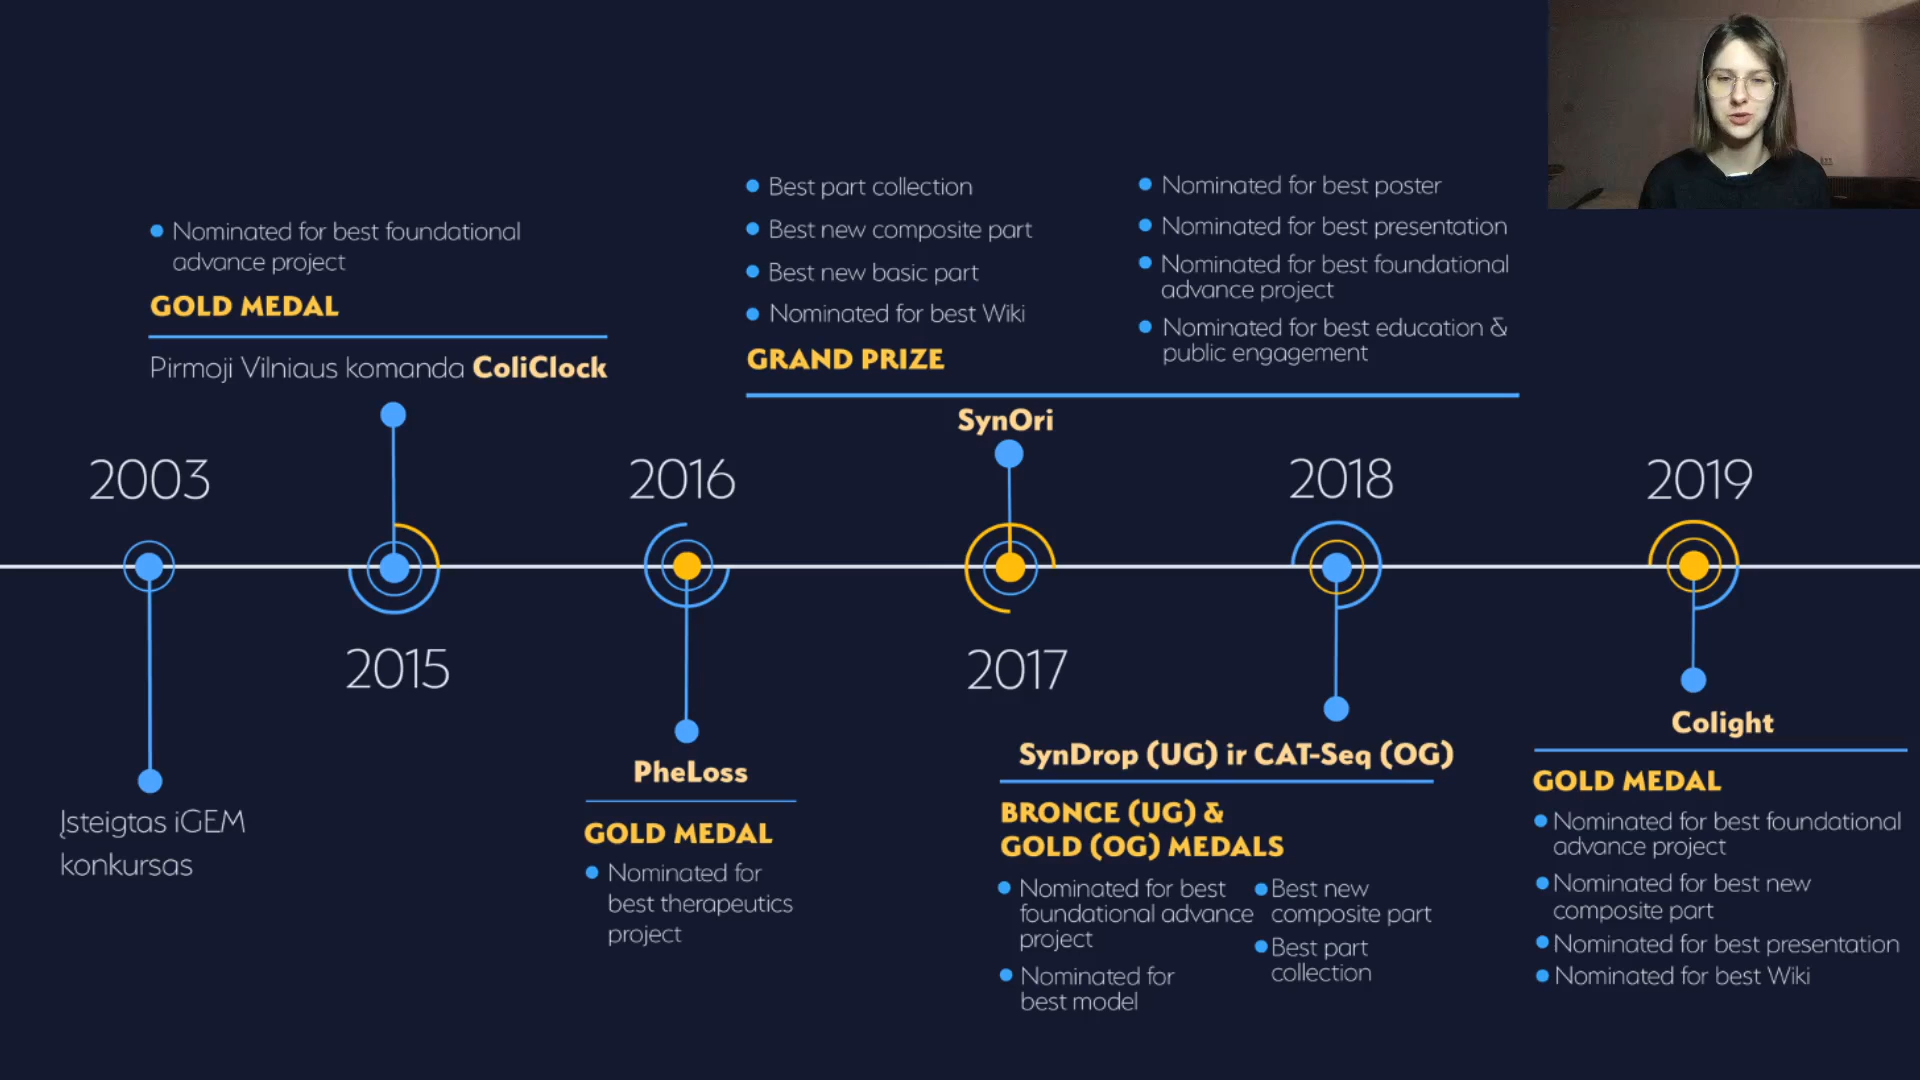 Nominated for best foundational
advance project
GOLD MEDAL
Pirmoji Vilniaus komanda ColiClock
Best part collection
Best new composite part
Best new basic part
Nominated for best Wiki
GRAND PRIZE
Nominated for best poster
Nominated for best presentation
Nominated for best foundational
advance project
Nominated for best education &
public engagement
SynOri
2003
2016
2018
2019
2015
2017
Įsteigtas iGEM
konkursas
PheLoss
GOLD MEDAL
Nominated for
best therapeutics
project
SynDrop (UG) ir CAT-Seq (OG)
BRONCE (UG) &
GOLD (OG) MEDALS
Nominated for best
foundational advance
project
Nominated for
best model
Best new
composite part
Best part
collection
Colight
GOLD MEDAL
Nominated for best foundational
advance project
Nominated for best new
composite part
Nominated for best presentation
Nominated for best Wiki